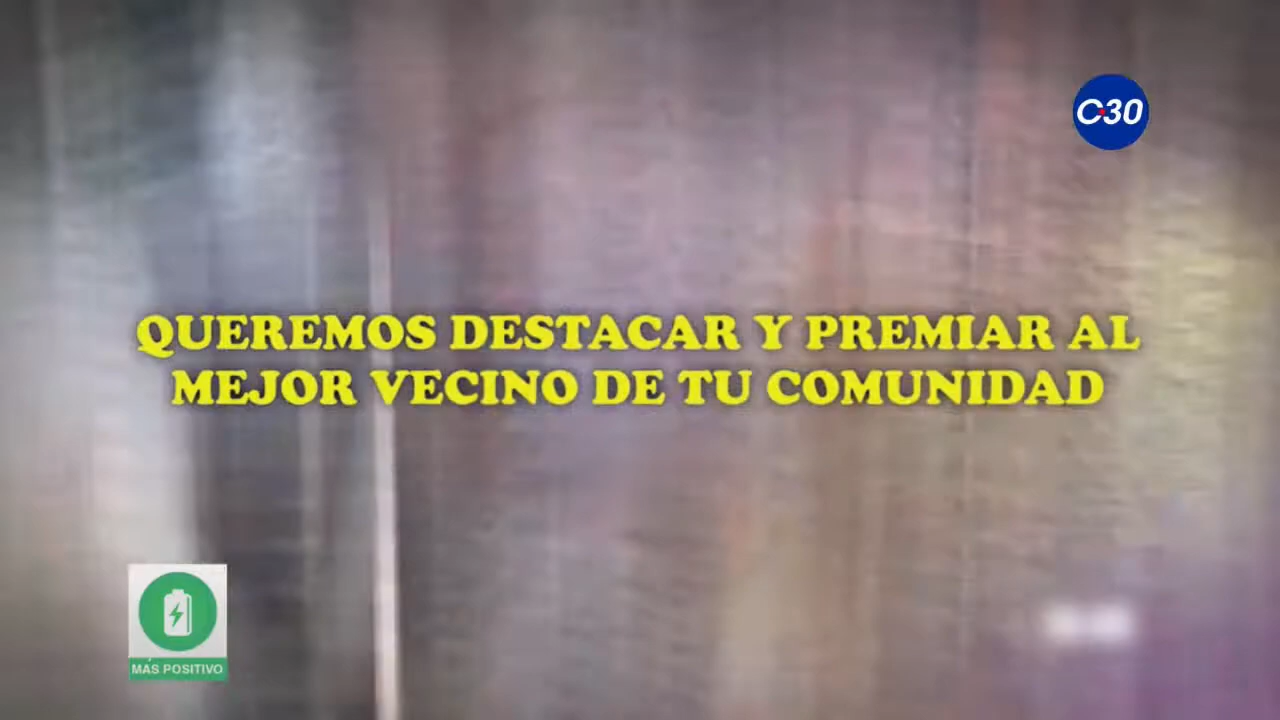 C30
QUEREMOS DESTACAR Y PREMIAR AL
MEJOR VECINO DE TU COMUNIDAD
MÁS POSITIVO